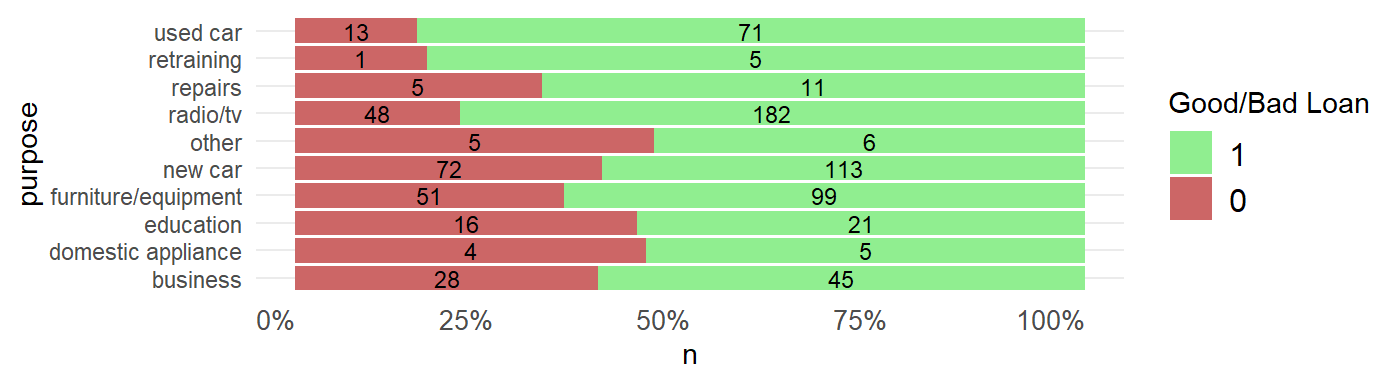 used car 13 71
retraining 1 5
repairs 5 11
radio/tv 48 182
other 5 6
new car 72 113
furniture/equipment 51 99
education 16 21
domestic appliance 4 5
business 28 45
0% 25% 50% 75% 100%
n
purpose
Good/Bad Loan
1
0